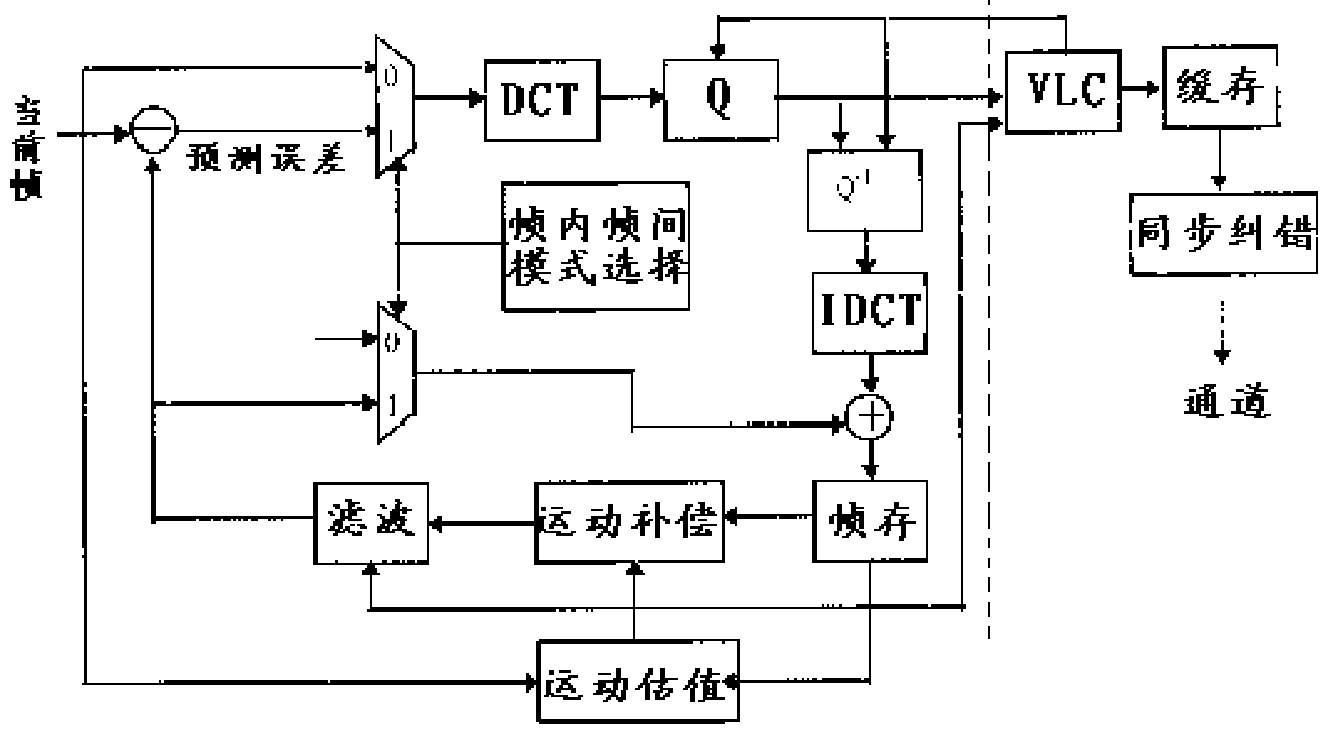 0
DCT
Q
VLC
缓存
当前帧
1
预测误差
Q-1
同步纠错
帧内帧间
模式选择
IDCT
0
1
通道
滤波
运动补偿
帧存
运动估值